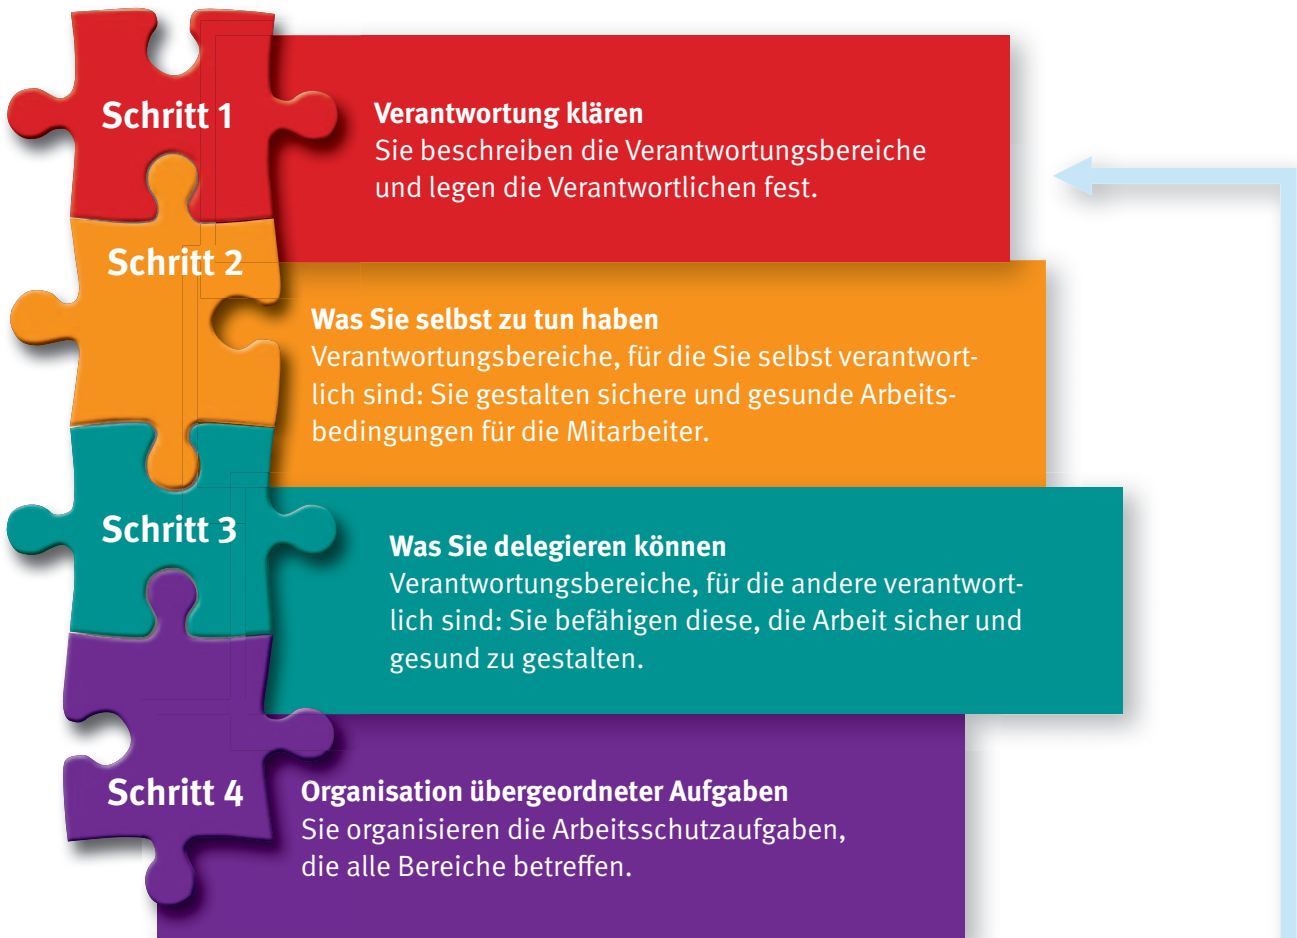 Schritt 1
Verantwortung klären
Sie beschreiben die Verantwortungsbereiche
und legen die Verantwortlichen fest.
Schritt 2
Was Sie selbst zu tun haben
Verantwortungsbereiche, für die Sie selbst verantwort-
lich sind: Sie gestalten sichere und gesunde Arbeits-
bedingungen für die Mitarbeiter.
Schritt 3
Was Sie delegieren können
Verantwortungsbereiche, für die andere verantwort-
lich sind: Sie befähigen diese, die Arbeit sicher und
gesund zu gestalten.
Schritt 4
Organisation übergeordneter Aufgaben
Sie organisieren die Arbeitsschutzaufgaben,
die alle Bereiche betreffen.